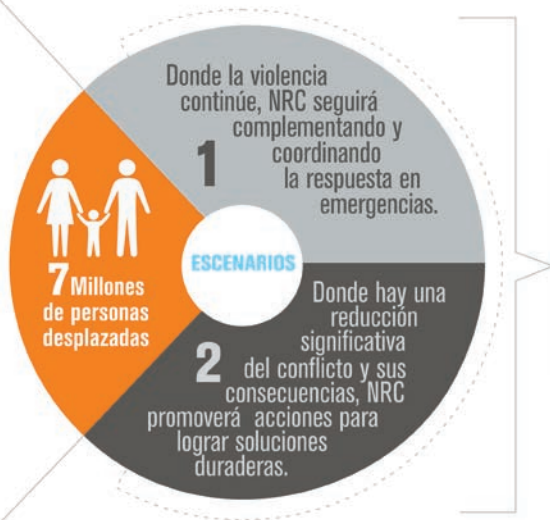 Donde la violencia
continúe, NRC seguirá
complementando y
coordinando
la respuesta en
emergencias.
1
ESCENARIOS
7 Millones
de personas
desplazadas
Donde hay una
reducción
significativa
del conflicto y sus
consecuencias, NRC
promoverá acciones para
lograr soluciones
duraderas.
2